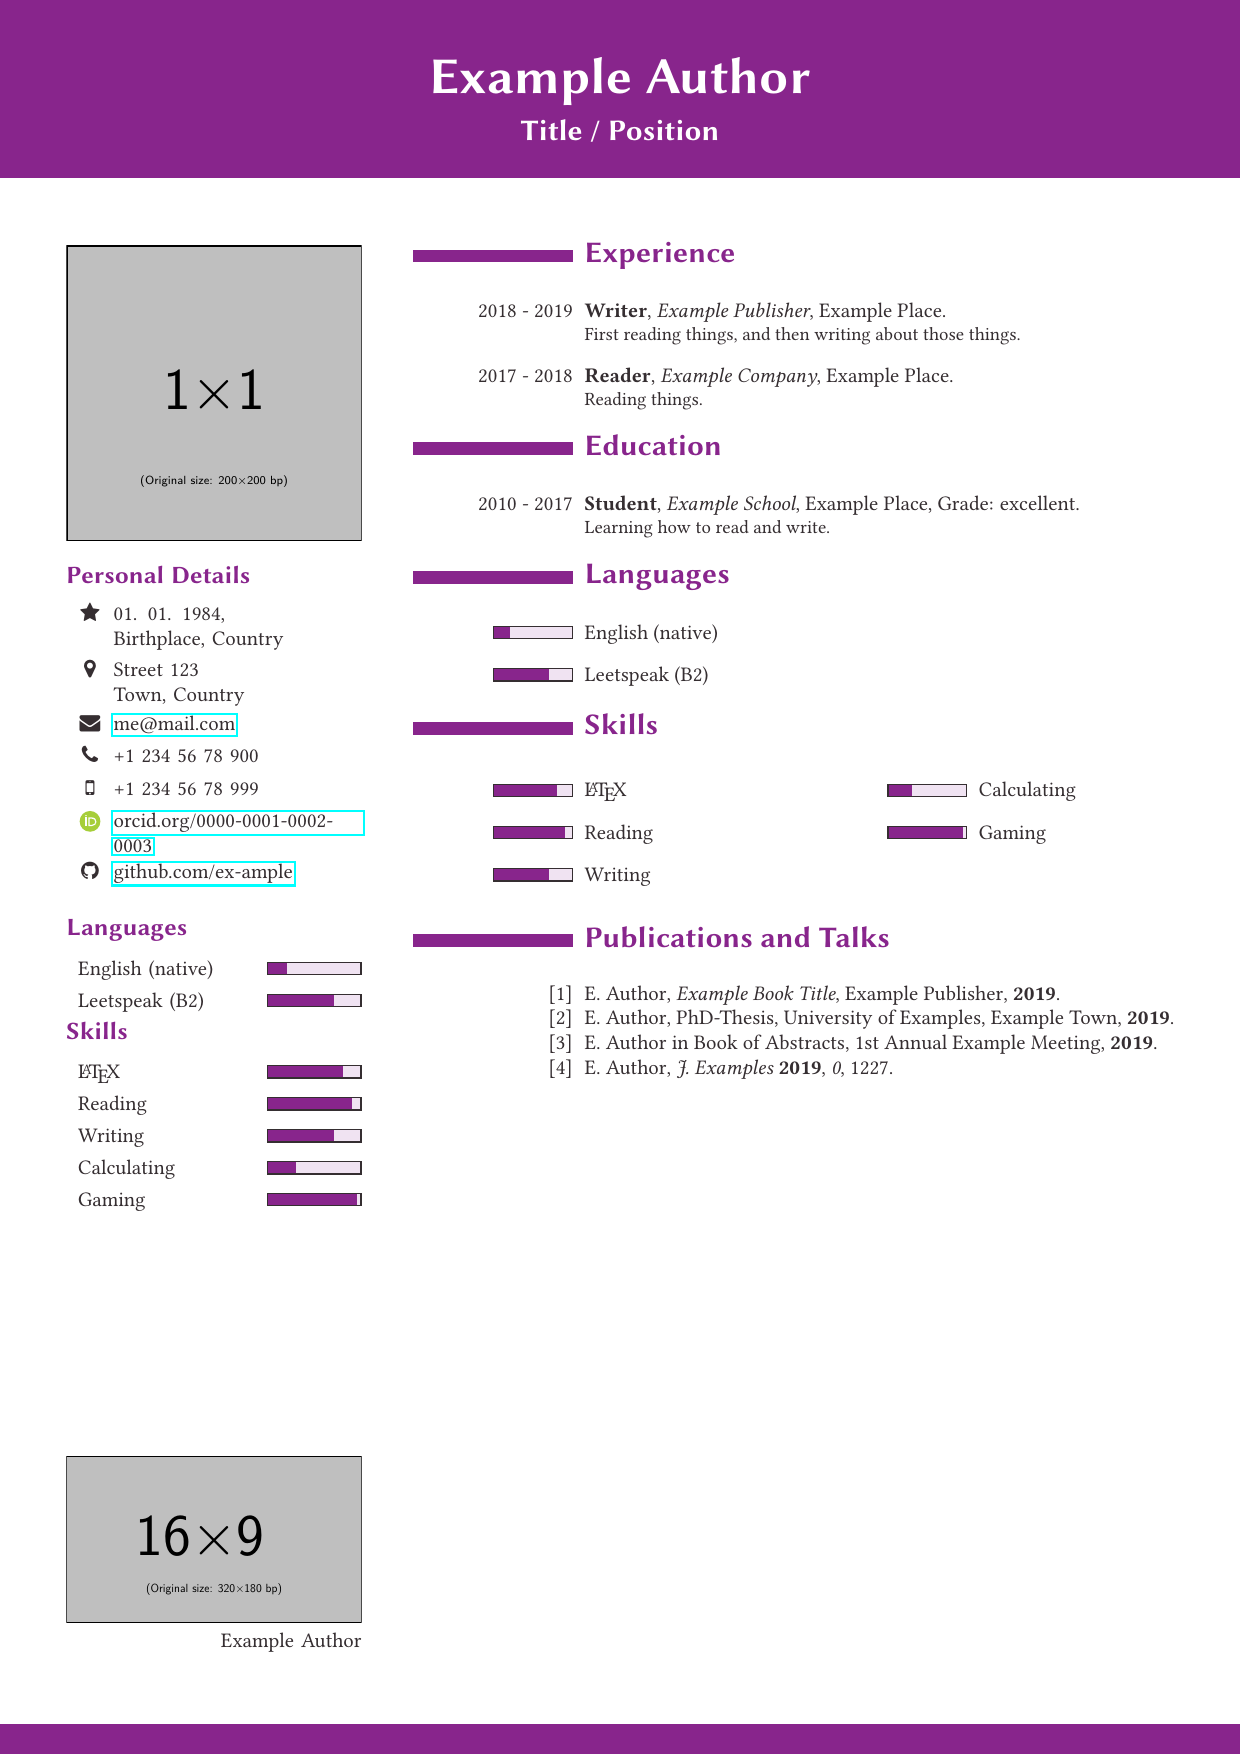 Example Author
Title / Position
1×1
(Original size: 200×200 bp)
Personal Details
01. 01. 1984,
Birthplace, Country
Street 123
Town, Country
me@mail.com
+1 234 56 78 900
+1 234 56 78 999
iD orcid.org/0000-0001-0002-
0003
github.com/ex-ample
Languages
English (native)
Leetspeak (B2)
Skills
LATEX
Reading
Writing
Calculating
Gaming
16×9
(Original size: 320×180 bp)
Example Author
Experience
2018 - 2019 Writer, Example Publisher, Example Place.
First reading things, and then writing about those things.
2017 - 2018 Reader, Example Company, Example Place.
Reading things.
Education
2010 - 2017 Student, Example School, Example Place, Grade: excellent.
Learning how to read and write.
Languages
English (native)
Leetspeak (B2)
Skills
LATEX Calculating
Reading Gaming
Writing
Publications and Talks
[1] E. Author, Example Book Title, Example Publisher, 2019.
[2] E. Author, PhD-Thesis, University of Examples, Example Town, 2019.
[3] E. Author in Book of Abstracts, 1st Annual Example Meeting, 2019.
[4] E. Author, J. Examples 2019, 0, 1227.